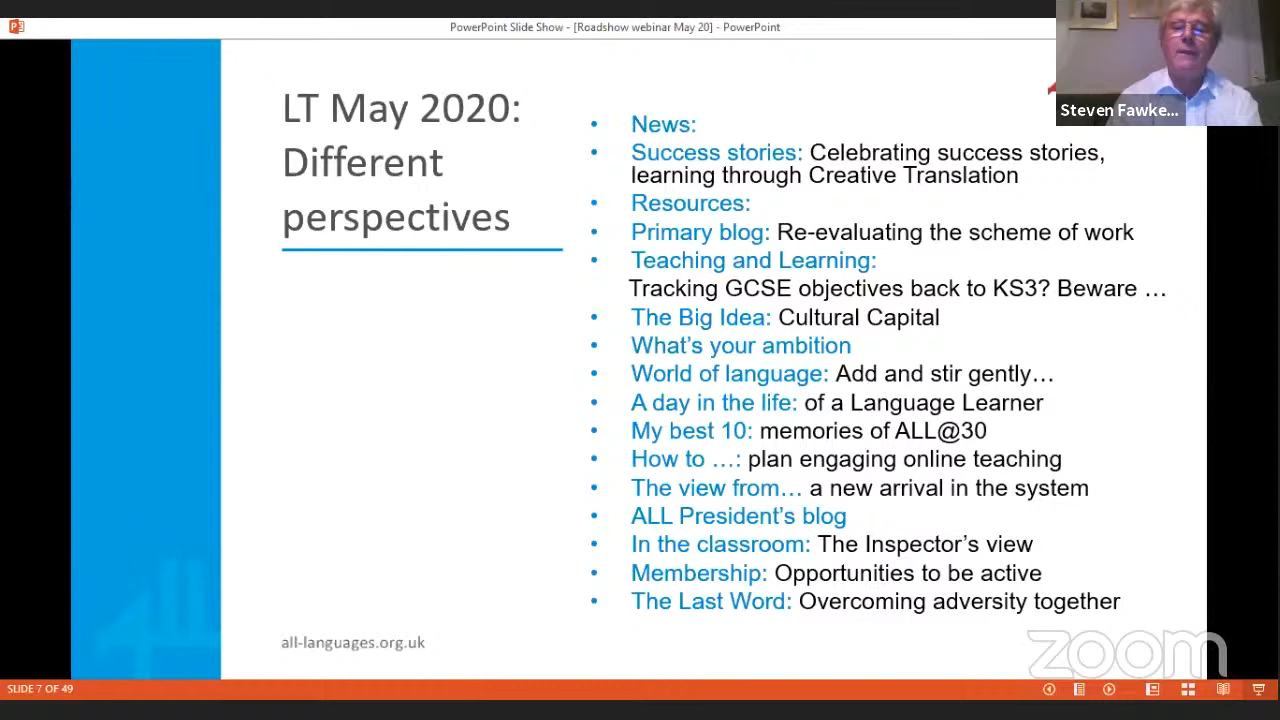 PowerPoint Slide Show - [Roadshow webinar May 20] - PowerPoint
Steven Fawke...
LT May 2020:
Different
perspectives
• News:
• Success stories: Celebrating success stories,
learning through Creative Translation
• Resources:
• Primary blog: Re-evaluating the scheme of work
• Teaching and Learning:
Tracking GCSE objectives back to KS3? Beware …
• The Big Idea: Cultural Capital
• What’s your ambition
• World of language: Add and stir gently…
• A day in the life: of a Language Learner
• My best 10: memories of ALL@30
• How to …: plan engaging online teaching
• The view from… a new arrival in the system
• ALL President’s blog
• In the classroom: The Inspector’s view
• Membership: Opportunities to be active
• The Last Word: Overcoming adversity together
all-languages.org.uk
zoom
SLIDE 7 OF 49